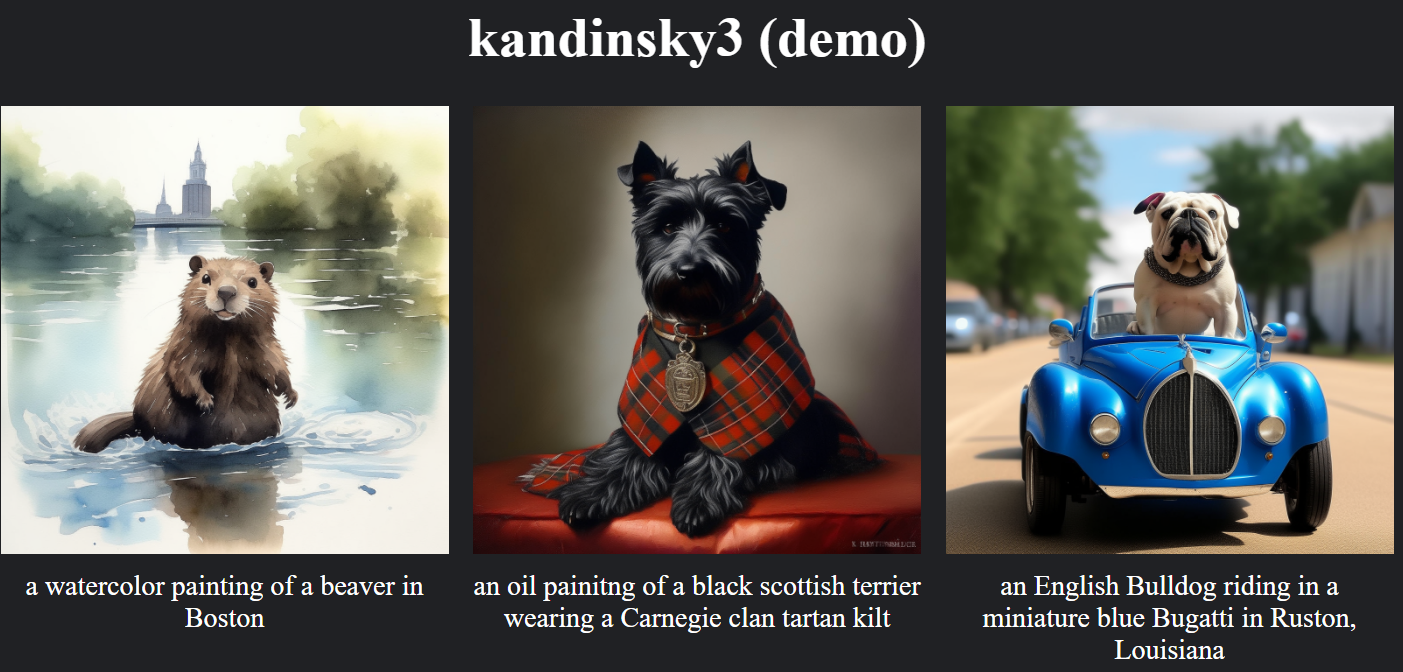 kandinsky3 (demo)
a watercolor painting of a beaver in
Boston
an oil painitng of a black scottish terrier
wearing a Carnegie clan tartan kilt
an English Bulldog riding in a
miniature blue Bugatti in Ruston,
Louisiana